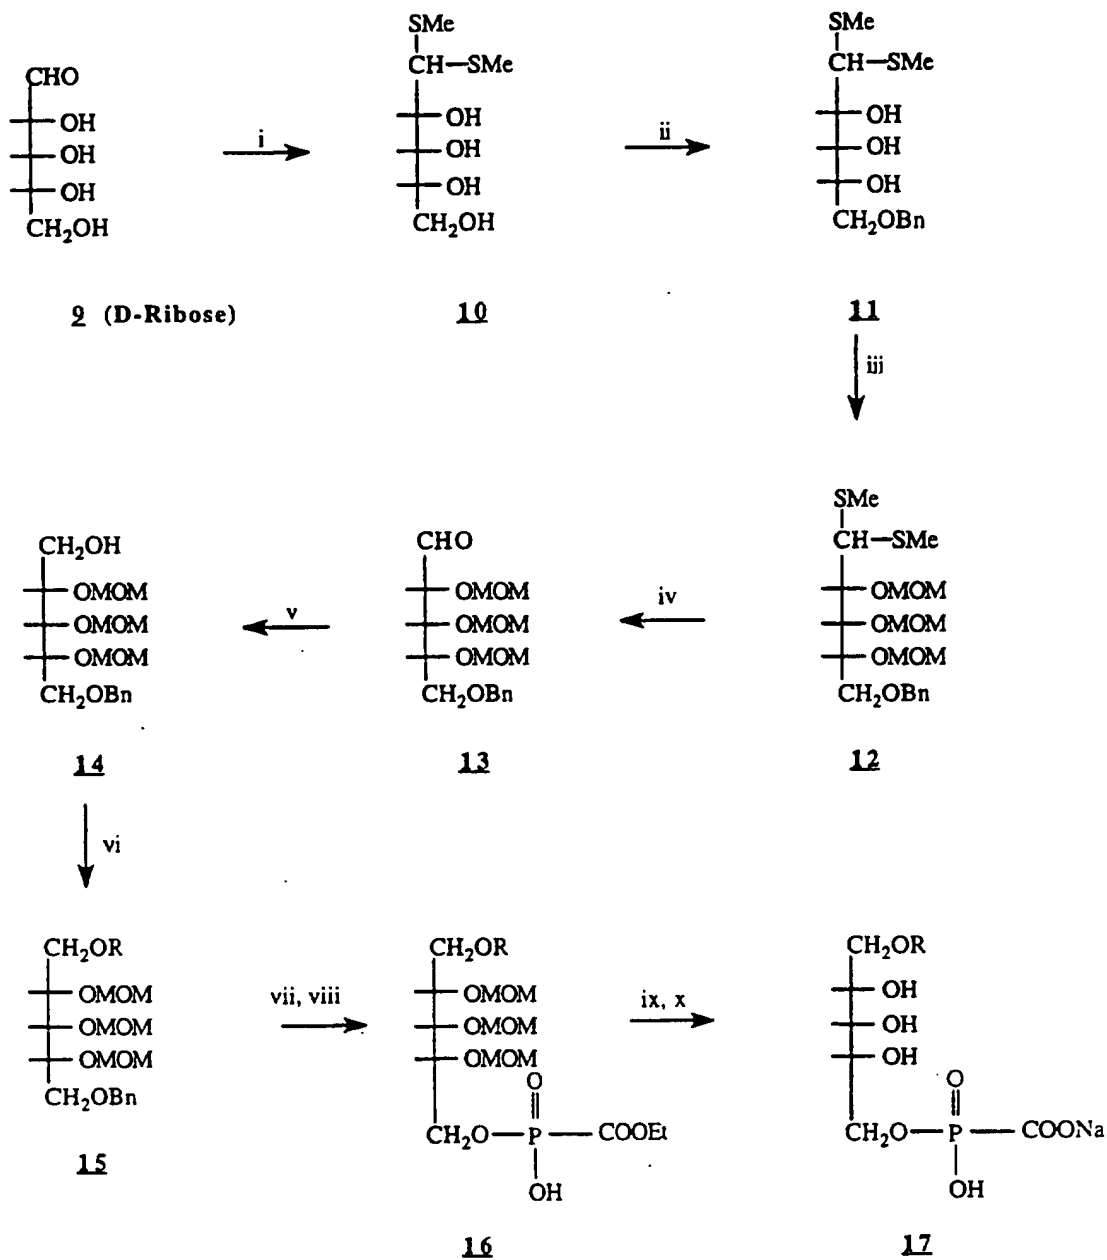 SMe
CH—SMe
CHO
OH
OH
OH
CH₂OH
i
OH
OH
OH
CH₂OH
ii
SMe
CH—SMe
OH
OH
OH
CH₂OBn
9 (D-Ribose)
10
11
iii
CH₂OH
OMOM
OMOM
OMOM
CH₂OBn
v
CHO
OMOM
OMOM
OMOM
CH₂OBn
iv
SMe
CH—SMe
OMOM
OMOM
OMOM
CH₂OBn
14
13
12
vi
CH₂OR
OMOM
OMOM
OMOM
CH₂OBn
vii, viii
CH₂OR
OMOM
OMOM
OMOM
O
CH₂O—P—COOEt
OH
ix, x
CH₂OR
OH
OH
OH
O
CH₂O—P—COONa
OH
15
16
17